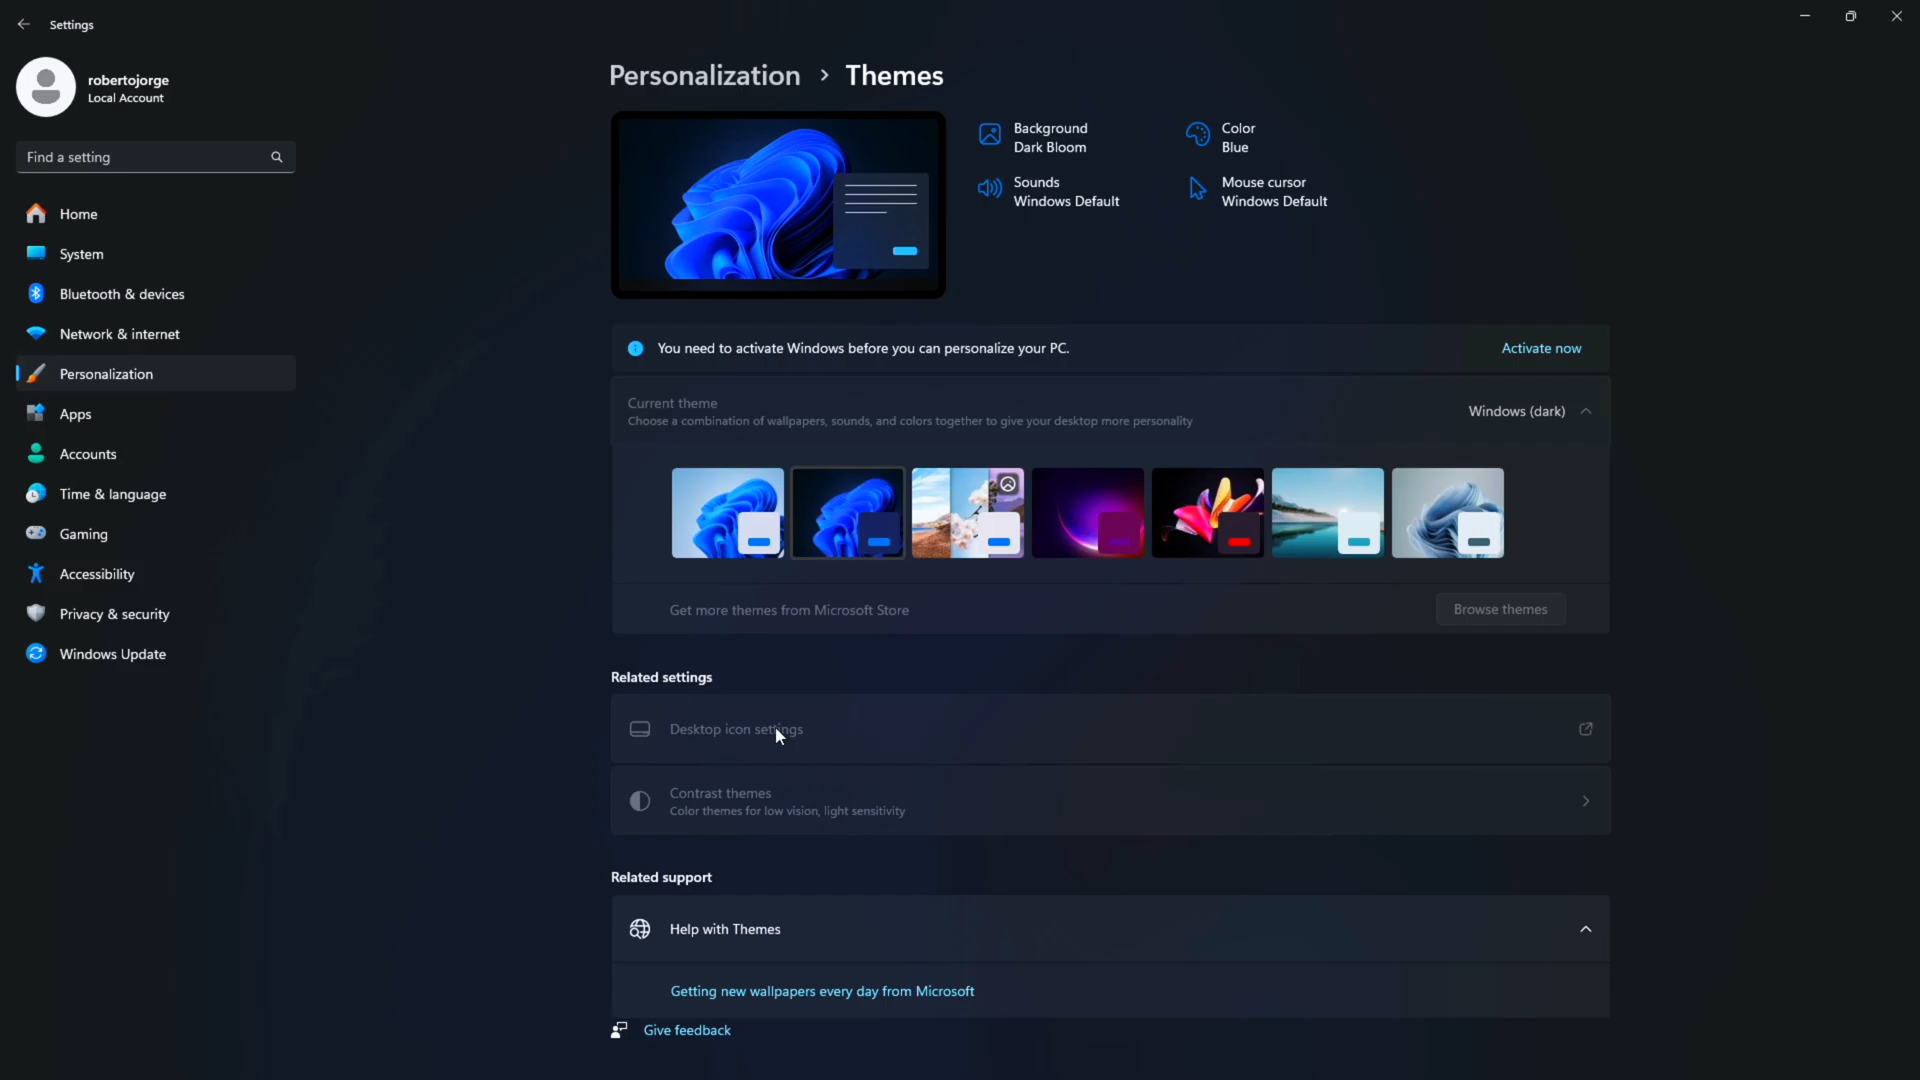 Settings
robertojorge
Local Account
Find a setting
Home
System
Bluetooth & devices
Network & internet
Personalization
Apps
Accounts
Time & language
Gaming
Accessibility
Privacy & security
Windows Update
Personalization > Themes
Background
Dark Bloom
Color
Blue
Sounds
Windows Default
Mouse cursor
Windows Default
You need to activate Windows before you can personalize your PC.
Activate now
Current theme
Choose a combination of wallpapers, sounds, and colors together to give your desktop more personality
Windows (dark)
Get more themes from Microsoft Store
Browse themes
Related settings
Desktop icon settings
Contrast themes
Color themes for low vision, light sensitivity
Related support
Help with Themes
Getting new wallpapers every day from Microsoft
Give feedback